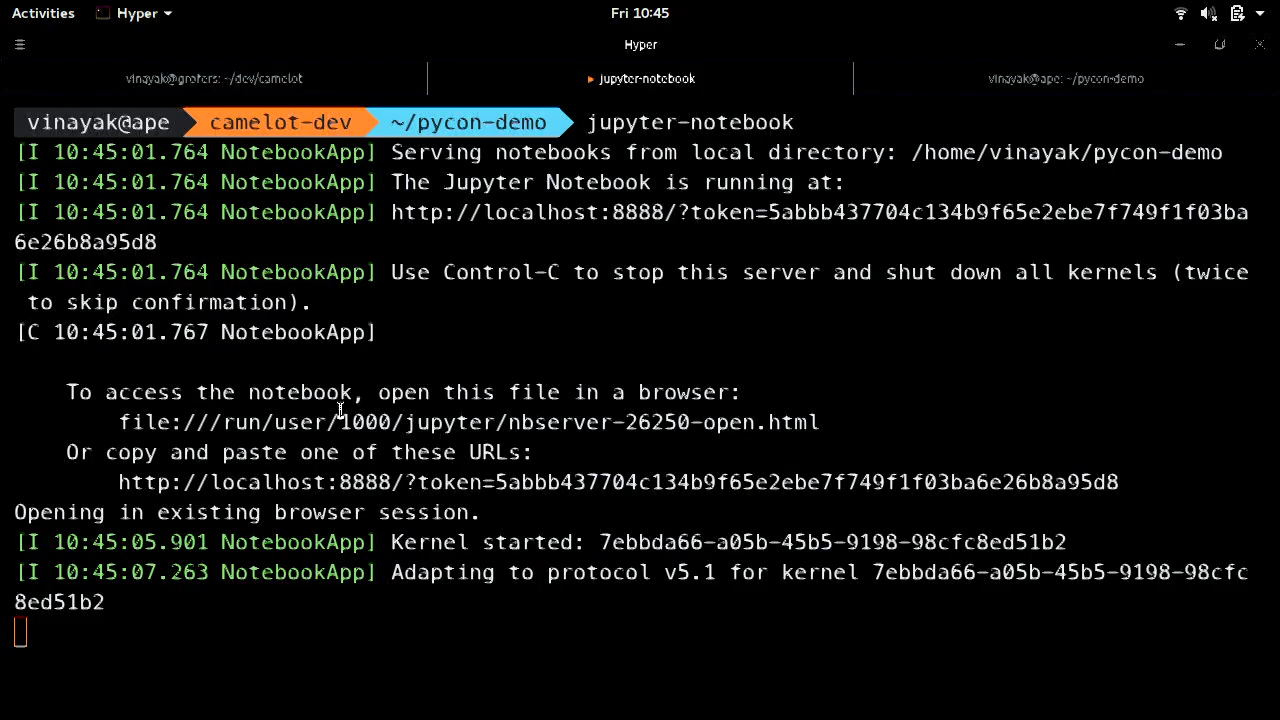 Activities Hyper Fri 10:45
Hyper
vinayak@grofers: ~/dev/camelot jupyter-notebook vinayak@ape: ~/pycon-demo
vinayak@ape camelot-dev ~/pycon-demo jupyter-notebook
[I 10:45:01.764 NotebookApp] Serving notebooks from local directory: /home/vinayak/pycon-demo
[I 10:45:01.764 NotebookApp] The Jupyter Notebook is running at:
[I 10:45:01.764 NotebookApp] http://localhost:8888/?token=5abbb437704c134b9f65e2ebe7f749f1f03ba
6e26b8a95d8
[I 10:45:01.764 NotebookApp] Use Control-C to stop this server and shut down all kernels (twice
to skip confirmation).
[C 10:45:01.767 NotebookApp]
To access the notebook, open this file in a browser:
file:///run/user/1000/jupyter/nbserver-26250-open.html
Or copy and paste one of these URLs:
http://localhost:8888/?token=5abbb437704c134b9f65e2ebe7f749f1f03ba6e26b8a95d8
Opening in existing browser session.
[I 10:45:05.901 NotebookApp] Kernel started: 7ebbda66-a05b-45b5-9198-98cfc8ed51b2
[I 10:45:07.263 NotebookApp] Adapting to protocol v5.1 for kernel 7ebbda66-a05b-45b5-9198-98cfc
8ed51b2